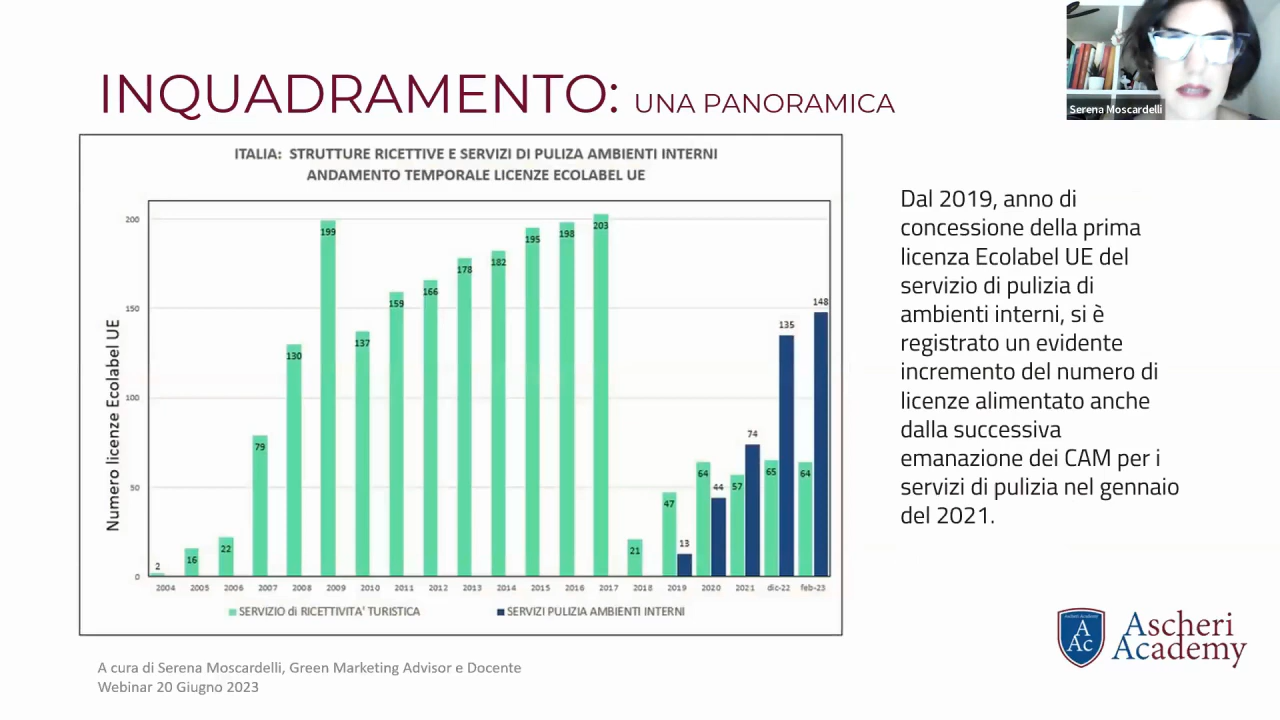 INQUADRAMENTO: UNA PANORAMICA
Serena Moscardelli
ITALIA: STRUTTURE RICETTIVE E SERVIZI DI PULIZA AMBIENTI INTERNI
ANDAMENTO TEMPORALE LICENZE ECOLABEL UE
Numero licenze Ecolabel UE
200
150
100
50
0
2
16
22
79
130
199
137
159
166
178
182
195
198
203
21
47
13
64
44
57
74
65
135
64
148
2004 2005 2006 2007 2008 2009 2010 2011 2012 2013 2014 2015 2016 2017 2018 2019 2020 2021 dic-22 feb-23
SERVIZIO di RICETTIVITA' TURISTICA SERVIZI PULIZIA AMBIENTI INTERNI
Dal 2019, anno di
concessione della prima
licenza Ecolabel UE del
servizio di pulizia di
ambienti interni, si è
registrato un evidente
incremento del numero di
licenze alimentato anche
dalla successiva
emanazione dei CAM per i
servizi di pulizia nel gennaio
del 2021.
A cura di Serena Moscardelli, Green Marketing Advisor e Docente
Webinar 20 Giugno 2023
Ascheri Academy
A
Ac
Ascheri
Academy